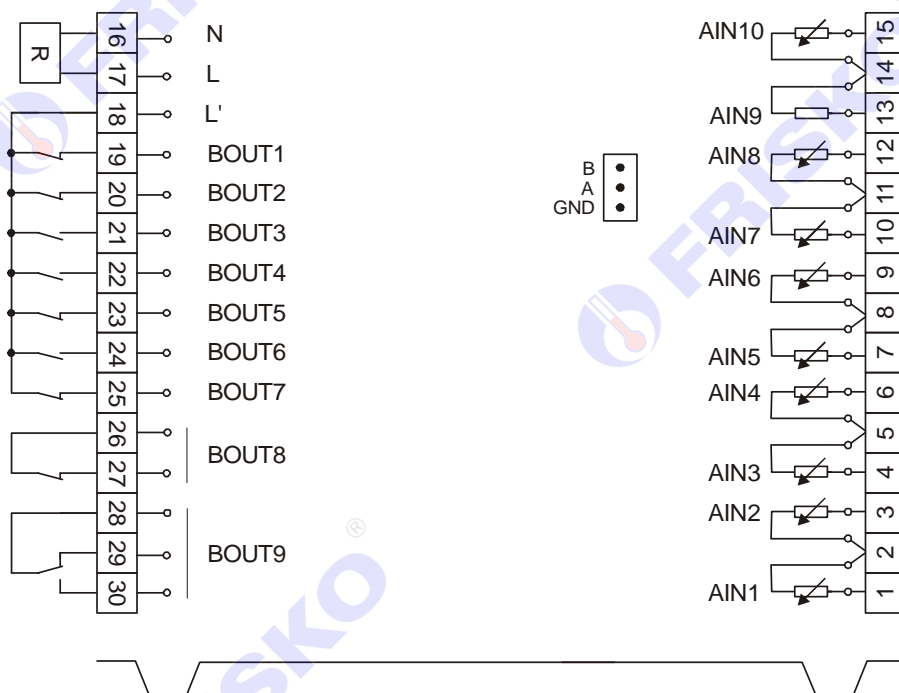 R
16 N
17 L
18 L'
19 BOUT1
20 BOUT2
21 BOUT3
22 BOUT4
23 BOUT5
24 BOUT6
25 BOUT7
26
27
BOUT8
28
29 BOUT9
30
B
A
GND
AIN10 15
14
AIN9 13
AIN8 12
11
AIN7 10
AIN6 9
8
AIN5 7
AIN4 6
5
AIN3 4
AIN2 3
2
AIN1 1
FRISKO
FRISKO
®